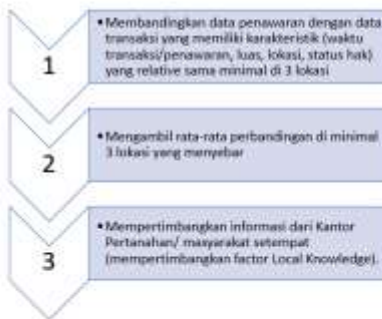 1
• Membandingkan data penawaran dengan data
transaksi yang memiliki karakteristik (waktu
transaksi/penawaran, luas, lokasi, status hak)
yang relative sama minimal di 3 lokasi
2
• Mengambil rata-rata perbandingan di minimal
3 lokasi yang menyebar
3
• Mempertimbangkan informasi dari Kantor
Pertanahan/ masyarakat setempat
(mempertimbangkan factor Local Knowledge).